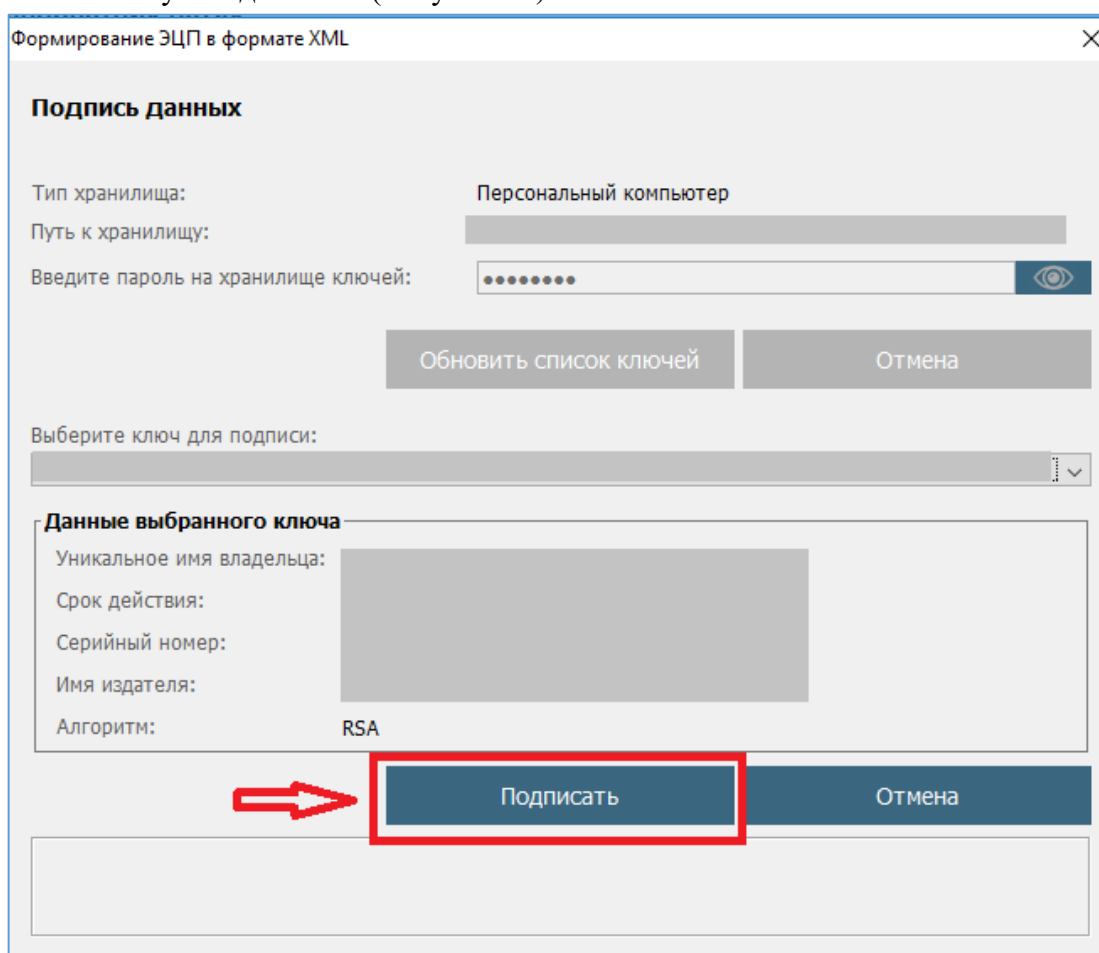 Формирование ЭЦП в формате XML
Подпись данных
Тип хранилища: Персональный компьютер
Путь к хранилищу:
Введите пароль на хранилище ключей: ••••••••
Обновить список ключей Отмена
Выберите ключ для подписи:
Данные выбранного ключа
Уникальное имя владельца:
Срок действия:
Серийный номер:
Имя издателя:
Алгоритм: RSA
Подписать Отмена